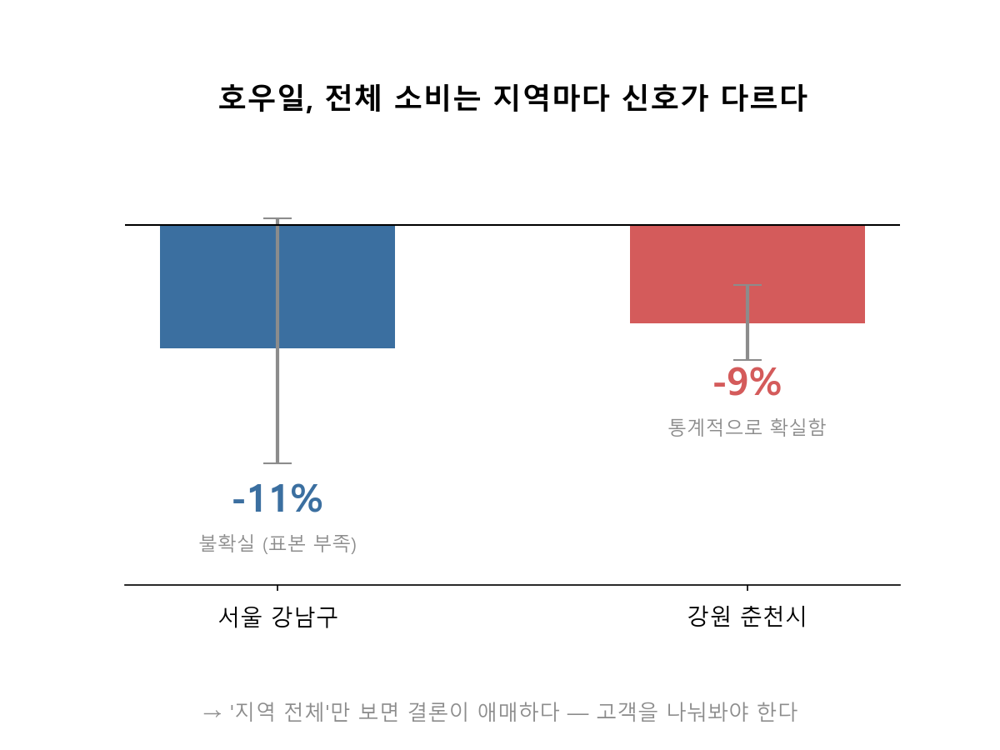 호우일, 전체 소비는 지역마다 신호가 다르다
-9%
통계적으로 확실함
-11%
불확실 (표본 부족)
서울 강남구
강원 춘천시
→ '지역 전체'만 보면 결론이 애매하다 — 고객을 나눠봐야 한다